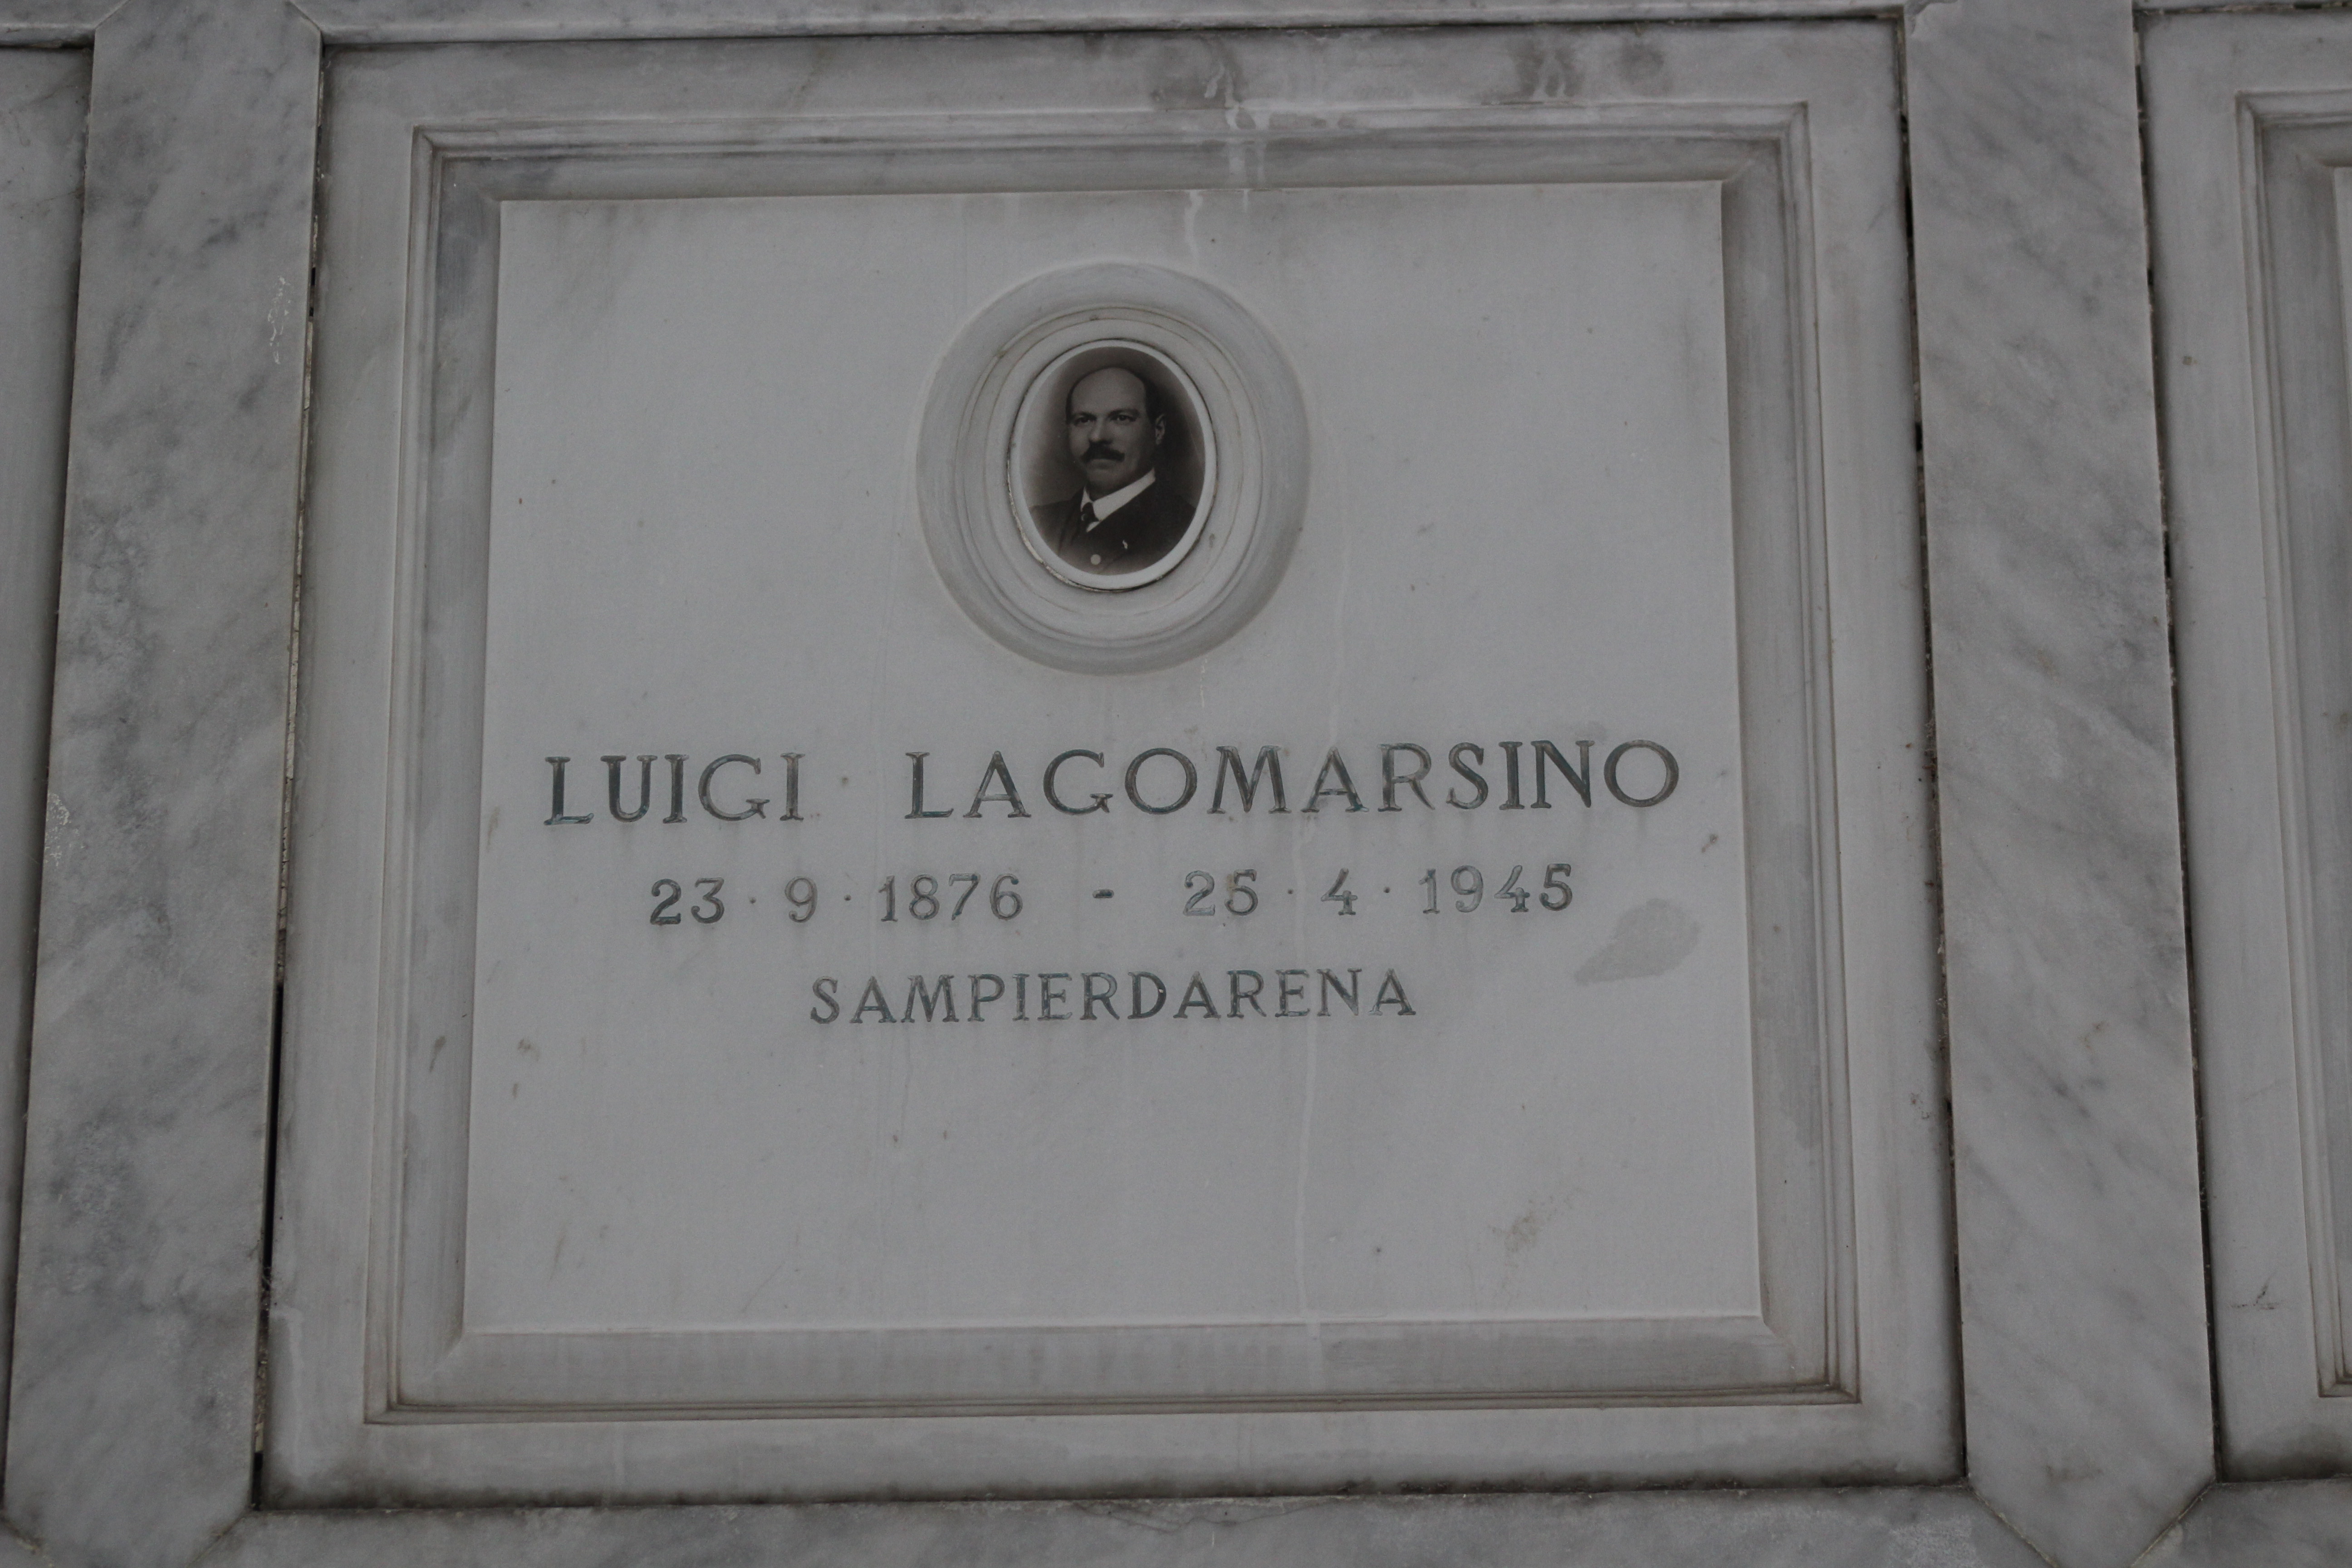 LUIGI LAGOMARSINO
23 · 9 · 1876 - 25 · 4 · 1945
SAMPIERDARENA